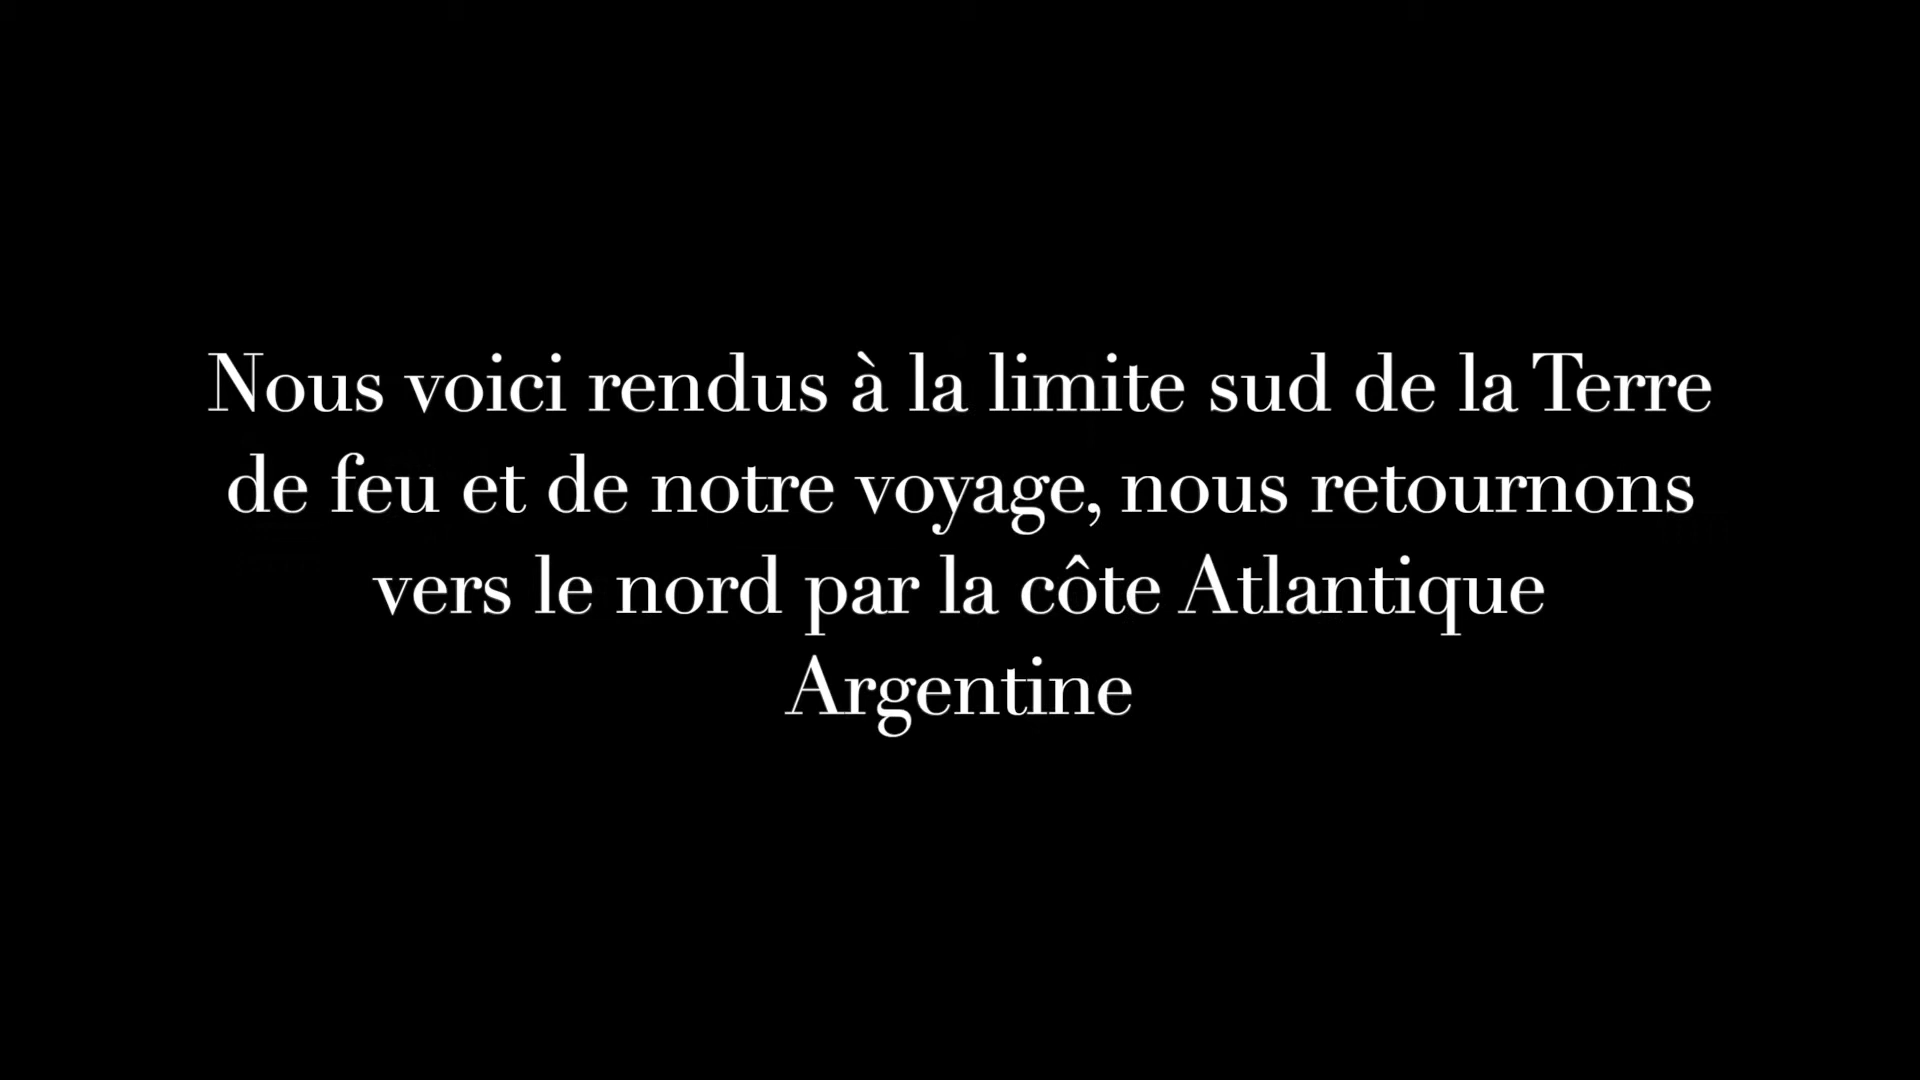 Nous voici rendus à la limite sud de la Terre
de feu et de notre voyage, nous retournons
vers le nord par la côte Atlantique
Argentine